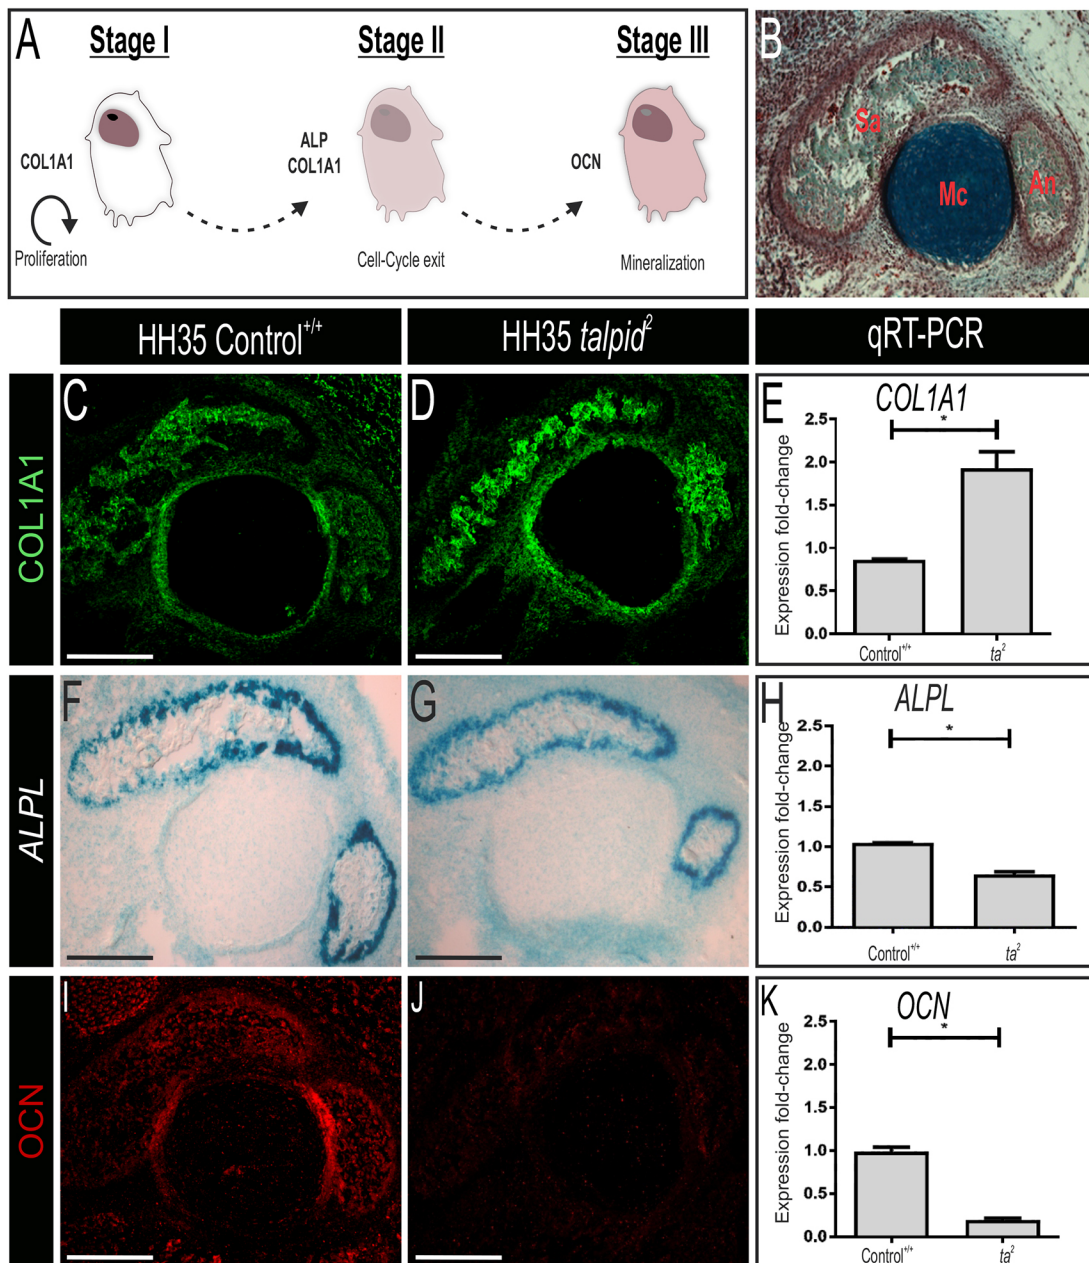 A
Stage I
Stage II
Stage III
COL1A1
ALP
COL1A1
OCN
Proliferation
Cell-Cycle exit
Mineralization
B
Sa
Mc
An
HH35 Control+/+
HH35 talpid2
qRT-PCR
COL1A1
C
D
E
COL1A1
*
Expression fold-change
2.5
2.0
1.5
1.0
0.5
0.0
Control+/+
ta2
ALPL
F
G
H
ALPL
*
Expression fold-change
2.5
2.0
1.5
1.0
0.5
0.0
Control+/+
ta2
OCN
I
J
K
OCN
*
Expression fold-change
2.5
2.0
1.5
1.0
0.5
0.0
Control+/+
ta2